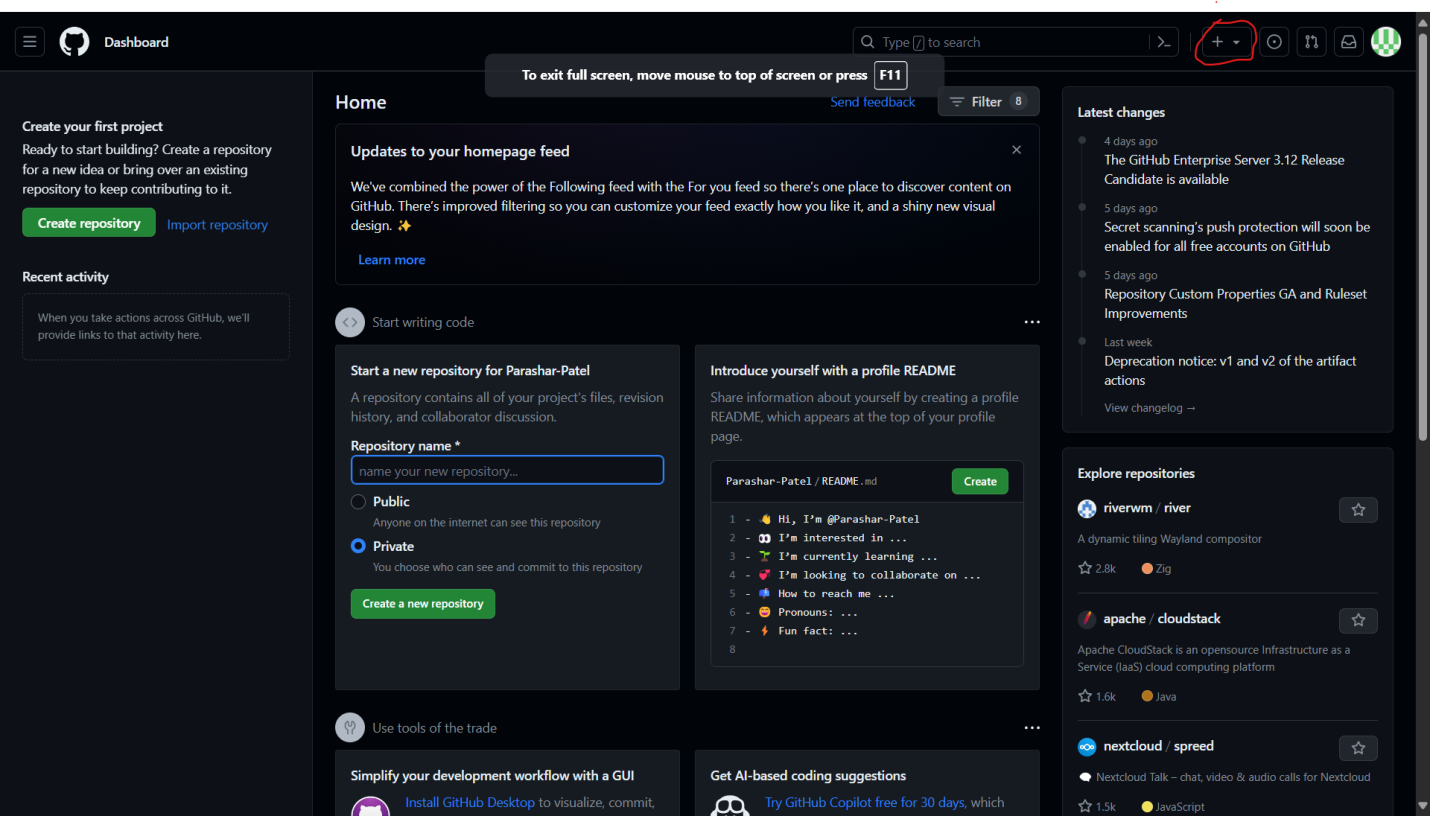 Dashboard
Type / to search
To exit full screen, move mouse to top of screen or press F11
Create your first project
Ready to start building? Create a repository
for a new idea or bring over an existing
repository to keep contributing to it.
Create repository
Import repository
Recent activity
When you take actions across GitHub, we'll
provide links to that activity here.
Home
Send feedback
Filter 8
Updates to your homepage feed
We've combined the power of the Following feed with the For you feed so there's one place to discover content on
GitHub. There's improved filtering so you can customize your feed exactly how you like it, and a shiny new visual
design. ✨
Learn more
Start writing code
Start a new repository for Parashar-Patel
A repository contains all of your project's files, revision
history, and collaborator discussion.
Repository name *
name your new repository...
Public
Anyone on the internet can see this repository
Private
You choose who can see and commit to this repository
Create a new repository
Introduce yourself with a profile README
Share information about yourself by creating a profile
README, which appears at the top of your profile
page.
Parashar-Patel / README.md
Create
1 - 👋 Hi, I'm @Parashar-Patel
2 - 👀 I'm interested in ...
3 - 🌱 I'm currently learning ...
4 - 💞️ I'm looking to collaborate on ...
5 - 📫 How to reach me ...
6 - 😄 Pronouns: ...
7 - ⚡ Fun fact: ...
8
Use tools of the trade
Simplify your development workflow with a GUI
Install GitHub Desktop to visualize, commit,
Get AI-based coding suggestions
Try GitHub Copilot free for 30 days, which
Latest changes
4 days ago
The GitHub Enterprise Server 3.12 Release
Candidate is available
5 days ago
Secret scanning's push protection will soon be
enabled for all free accounts on GitHub
5 days ago
Repository Custom Properties GA and Ruleset
Improvements
Last week
Deprecation notice: v1 and v2 of the artifact
actions
View changelog →
Explore repositories
riverwm / river
A dynamic tiling Wayland compositor
2.8k Zig
apache / cloudstack
Apache CloudStack is an opensource Infrastructure as a
Service (IaaS) cloud computing platform
1.6k Java
nextcloud / spreed
🗨️ Nextcloud Talk – chat, video & audio calls for Nextcloud
1.5k JavaScript